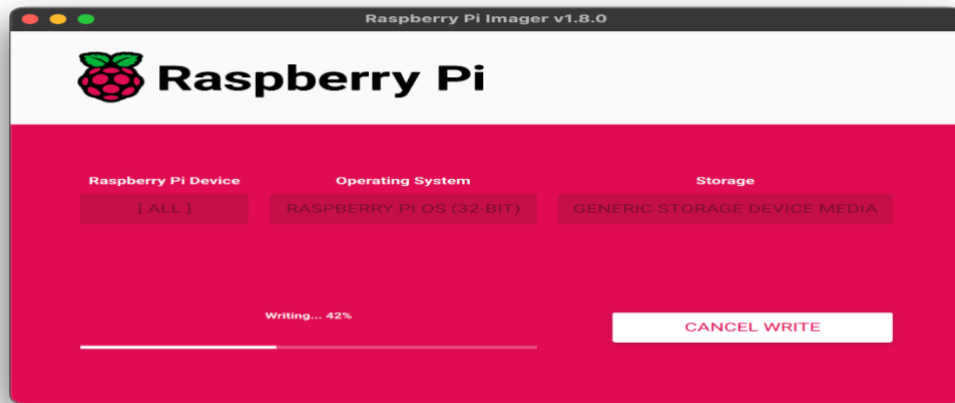 Raspberry Pi Imager v1.8.0
Raspberry Pi
Raspberry Pi Device
Operating System
Storage
[ ALL ]
RASPBERRY PI OS (32-BIT)
GENERIC STORAGE DEVICE MEDIA
Writing... 42%
CANCEL WRITE